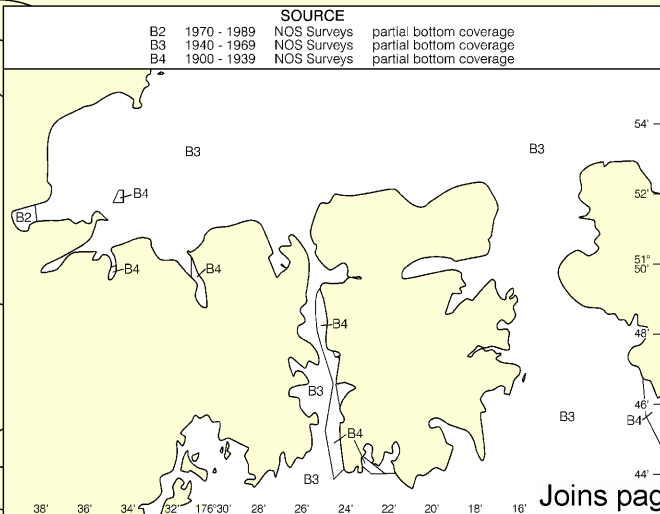 SOURCE
B2 1970 - 1989 NOS Surveys partial bottom coverage
B3 1940 - 1969 NOS Surveys partial bottom coverage
B4 1900 - 1939 NOS Surveys partial bottom coverage
54'
B3
B3
B4
52'
B2
B4
B4
51°
50'
B4
48'
B3
46'
B3
B4
B4
B3
44'
38' 36' 34' 32' 176°30' 28' 26' 24' 22' 20' 18' 16'
Joins pag